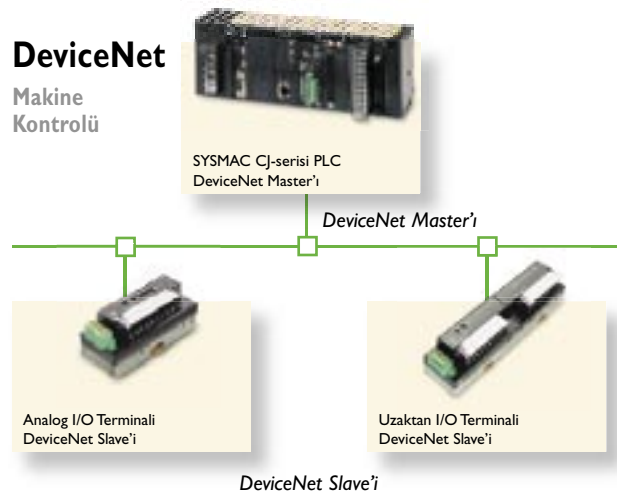 DeviceNet
Makine
Kontrolü
SYSMAC CJ-serisi PLC
DeviceNet Master'ı
DeviceNet Master'ı
Analog I/O Terminali
DeviceNet Slave'i
Uzaktan I/O Terminali
DeviceNet Slave'i
DeviceNet Slave'i